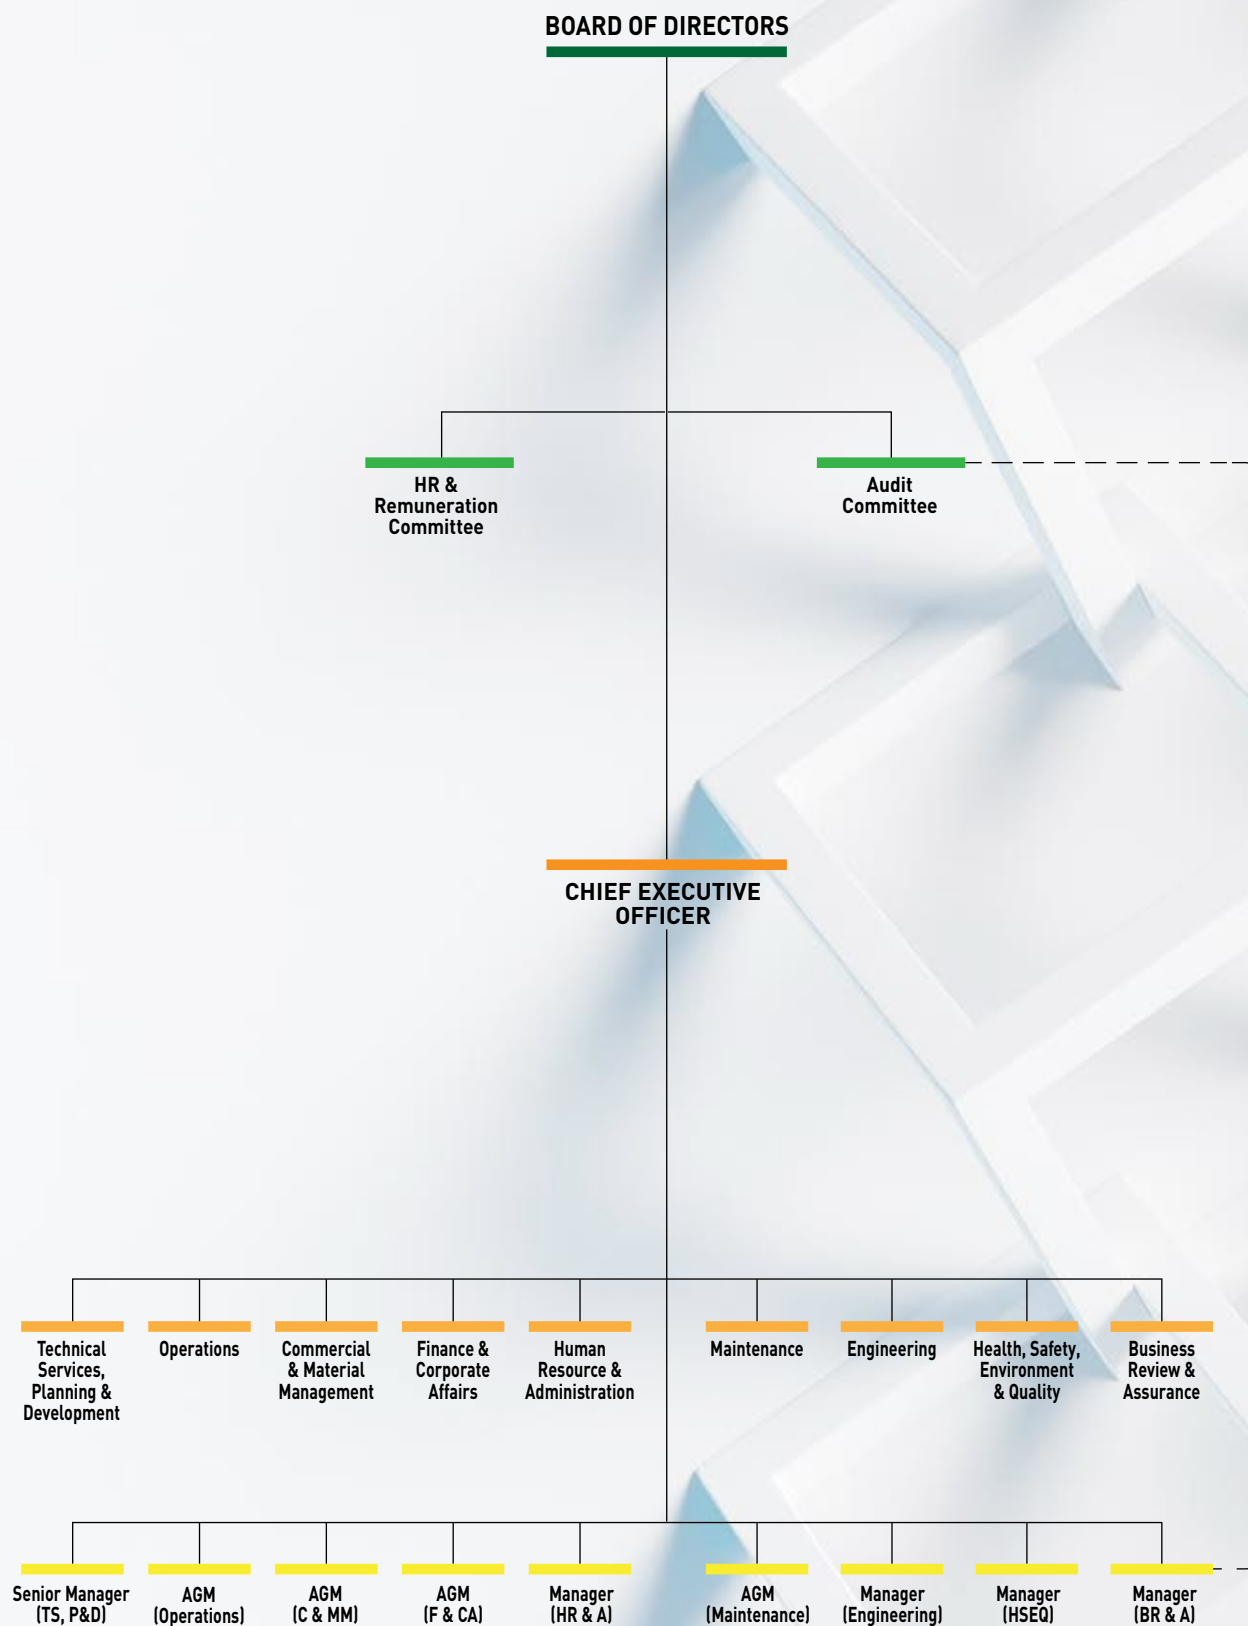 BOARD OF DIRECTORS
HR &
Remuneration
Committee
Audit
Committee
CHIEF EXECUTIVE
OFFICER
Technical
Services,
Planning &
Development
Operations
Commercial
& Material
Management
Finance &
Corporate
Affairs
Human
Resource &
Administration
Maintenance
Engineering
Health, Safety,
Environment
& Quality
Business
Review &
Assurance
Senior Manager
(TS, P&D)
AGM
(Operations)
AGM
(C & MM)
AGM
(F & CA)
Manager
(HR & A)
AGM
(Maintenance)
Manager
(Engineering)
Manager
(HSEQ)
Manager
(BR & A)